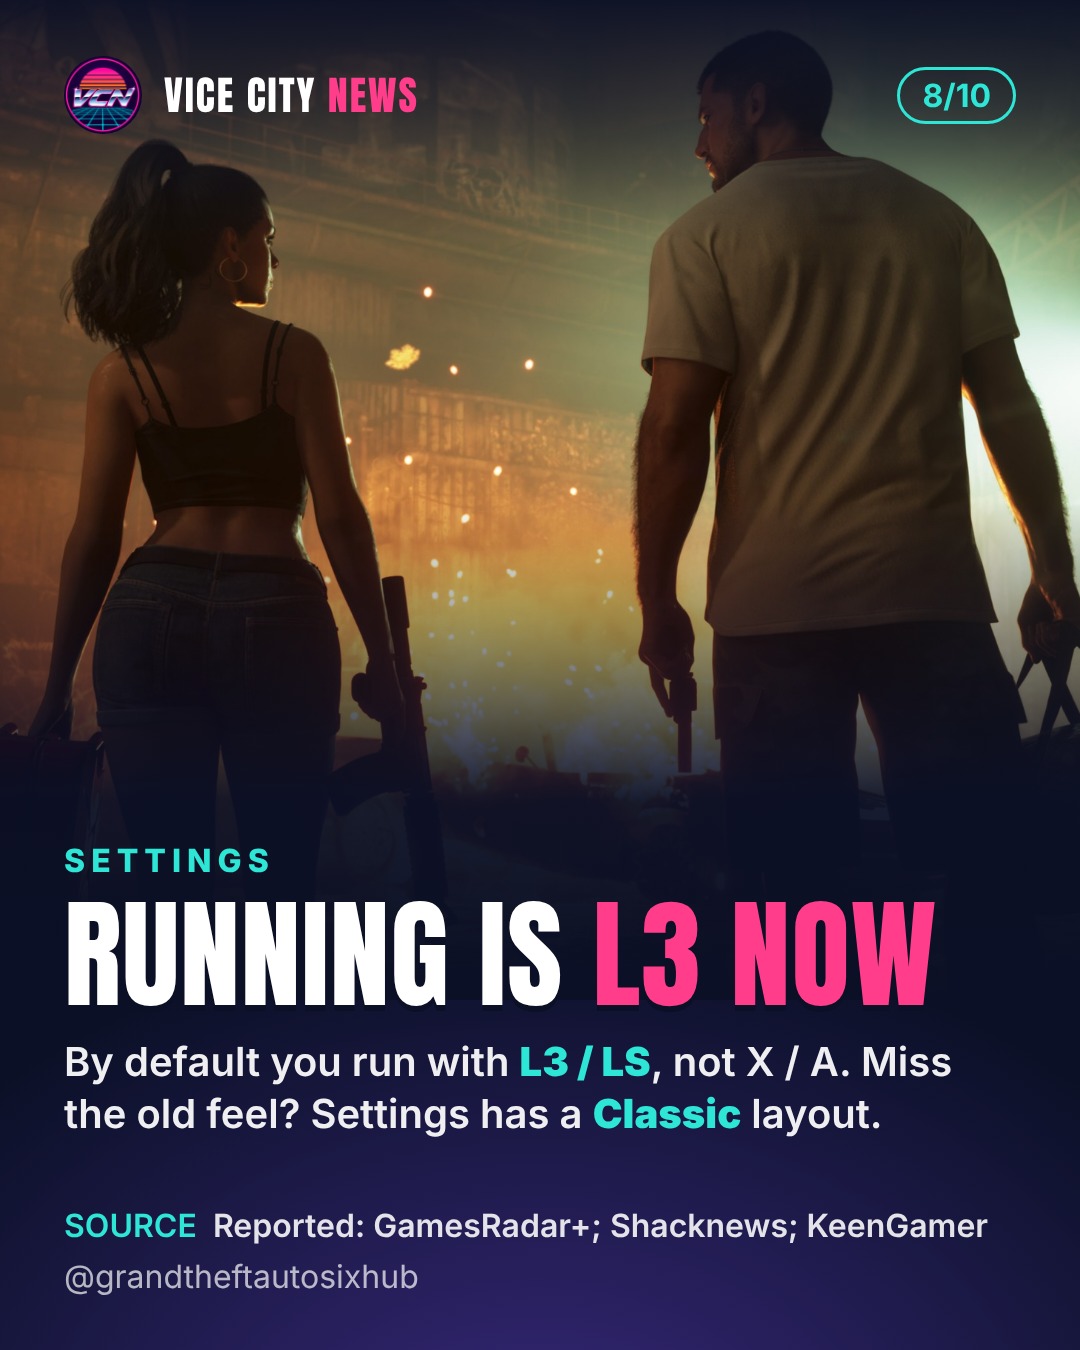 VCN
VICE CITY NEWS
8/10
SETTINGS
RUNNING IS L3 NOW
By default you run with L3 / LS, not X / A. Miss
the old feel? Settings has a Classic layout.
SOURCE Reported: GamesRadar+; Shacknews; KeenGamer
@grandtheftautosixhub